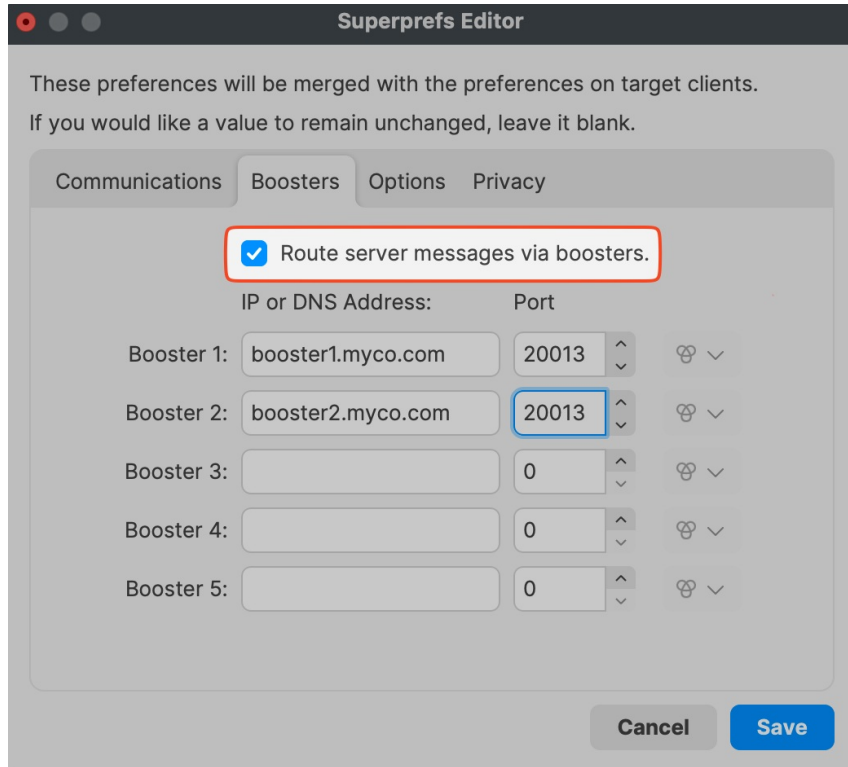 Superprefs Editor
These preferences will be merged with the preferences on target clients.
If you would like a value to remain unchanged, leave it blank.
Communications Boosters Options Privacy
Route server messages via boosters.
IP or DNS Address: Port
Booster 1: booster1.myco.com 20013
Booster 2: booster2.myco.com 20013
Booster 3: 0
Booster 4: 0
Booster 5: 0
Cancel Save